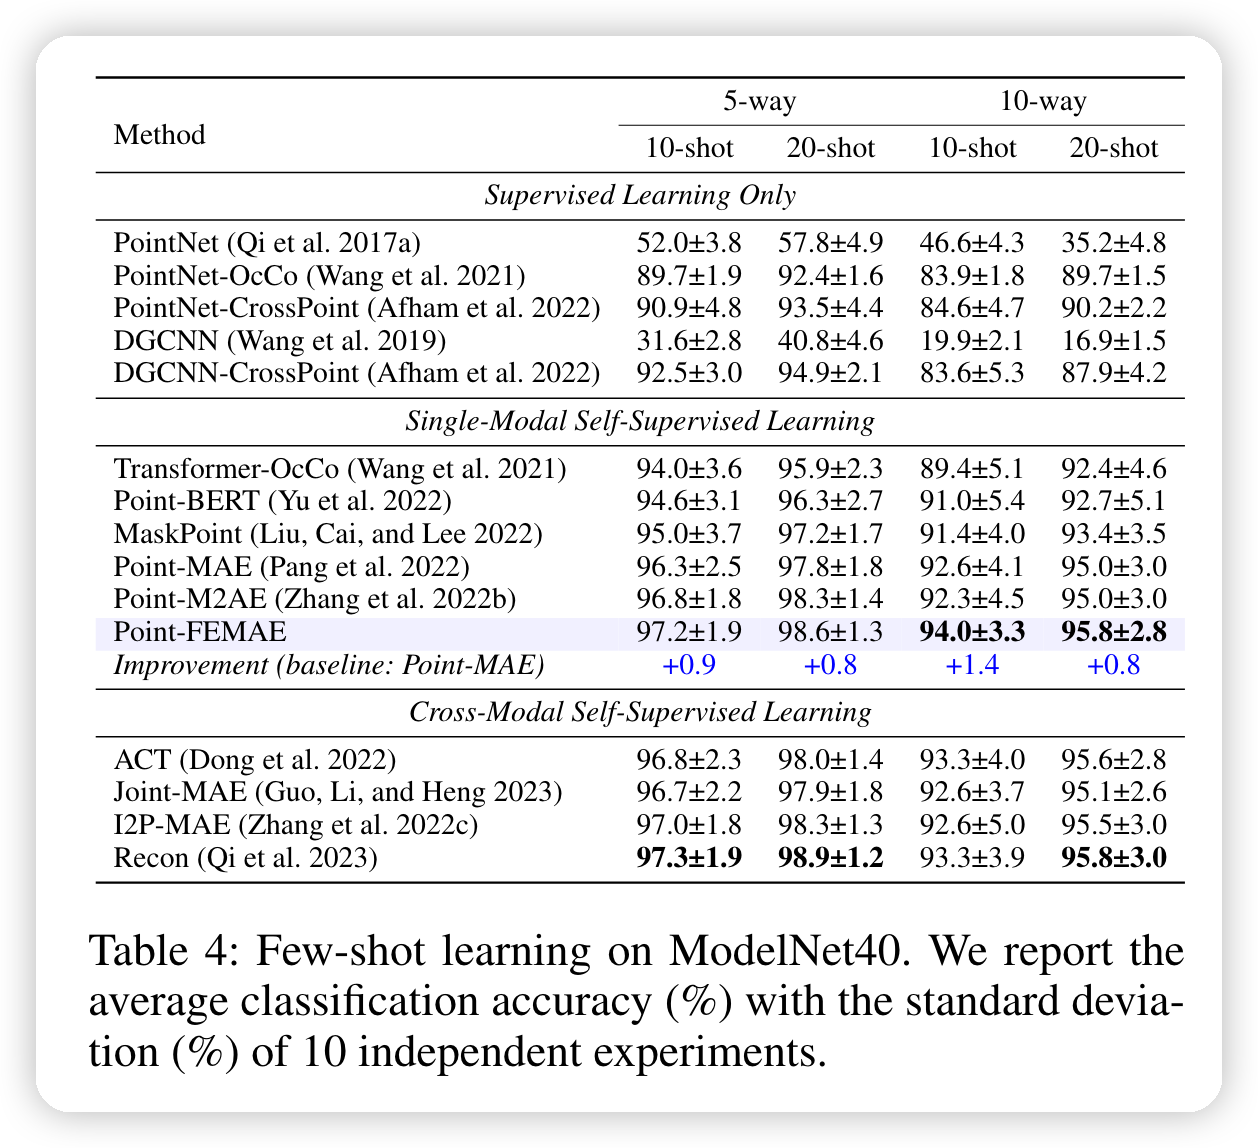 Method 5-way 10-way
10-shot 20-shot 10-shot 20-shot
Supervised Learning Only
PointNet (Qi et al. 2017a) 52.0±3.8 57.8±4.9 46.6±4.3 35.2±4.8
PointNet-OcCo (Wang et al. 2021) 89.7±1.9 92.4±1.6 83.9±1.8 89.7±1.5
PointNet-CrossPoint (Afham et al. 2022) 90.9±4.8 93.5±4.4 84.6±4.7 90.2±2.2
DGCNN (Wang et al. 2019) 31.6±2.8 40.8±4.6 19.9±2.1 16.9±1.5
DGCNN-CrossPoint (Afham et al. 2022) 92.5±3.0 94.9±2.1 83.6±5.3 87.9±4.2
Single-Modal Self-Supervised Learning
Transformer-OcCo (Wang et al. 2021) 94.0±3.6 95.9±2.3 89.4±5.1 92.4±4.6
Point-BERT (Yu et al. 2022) 94.6±3.1 96.3±2.7 91.0±5.4 92.7±5.1
MaskPoint (Liu, Cai, and Lee 2022) 95.0±3.7 97.2±1.7 91.4±4.0 93.4±3.5
Point-MAE (Pang et al. 2022) 96.3±2.5 97.8±1.8 92.6±4.1 95.0±3.0
Point-M2AE (Zhang et al. 2022b) 96.8±1.8 98.3±1.4 92.3±4.5 95.0±3.0
Point-FEMAE 97.2±1.9 98.6±1.3 94.0±3.3 95.8±2.8
Improvement (baseline: Point-MAE) +0.9 +0.8 +1.4 +0.8
Cross-Modal Self-Supervised Learning
ACT (Dong et al. 2022) 96.8±2.3 98.0±1.4 93.3±4.0 95.6±2.8
Joint-MAE (Guo, Li, and Heng 2023) 96.7±2.2 97.9±1.8 92.6±3.7 95.1±2.6
I2P-MAE (Zhang et al. 2022c) 97.0±1.8 98.3±1.3 92.6±5.0 95.5±3.0
Recon (Qi et al. 2023) 97.3±1.9 98.9±1.2 93.3±3.9 95.8±3.0
Table 4: Few-shot learning on ModelNet40. We report the
average classification accuracy (%) with the standard devia-
tion (%) of 10 independent experiments.